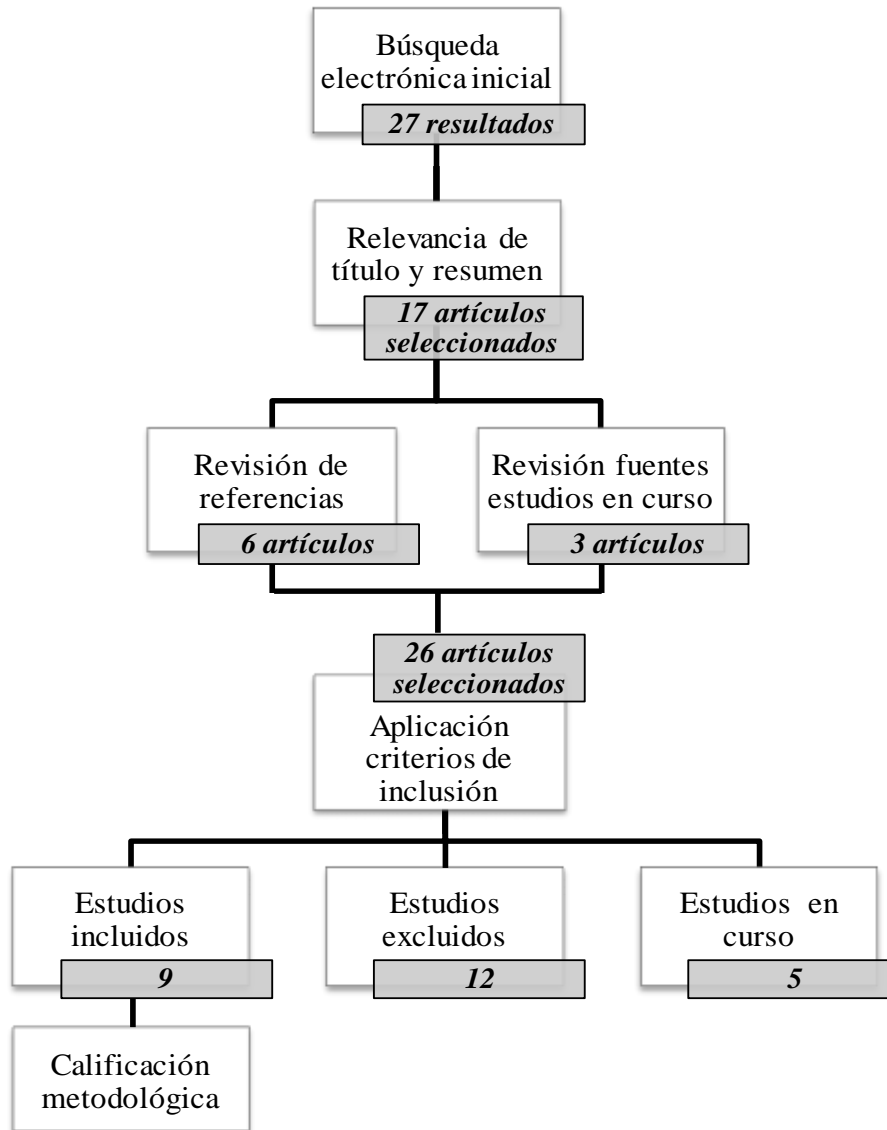 Búsqueda
electrónica inicial
27 resultados
Relevancia de
título y resumen
17 artículos
seleccionados
Revisión de
referencias
6 artículos
Revisión fuentes
estudios en curso
3 artículos
26 artículos
seleccionados
Aplicación
criterios de
inclusión
Estudios
incluidos
9
Estudios
excluidos
12
Estudios en
curso
5
Calificación
metodológica